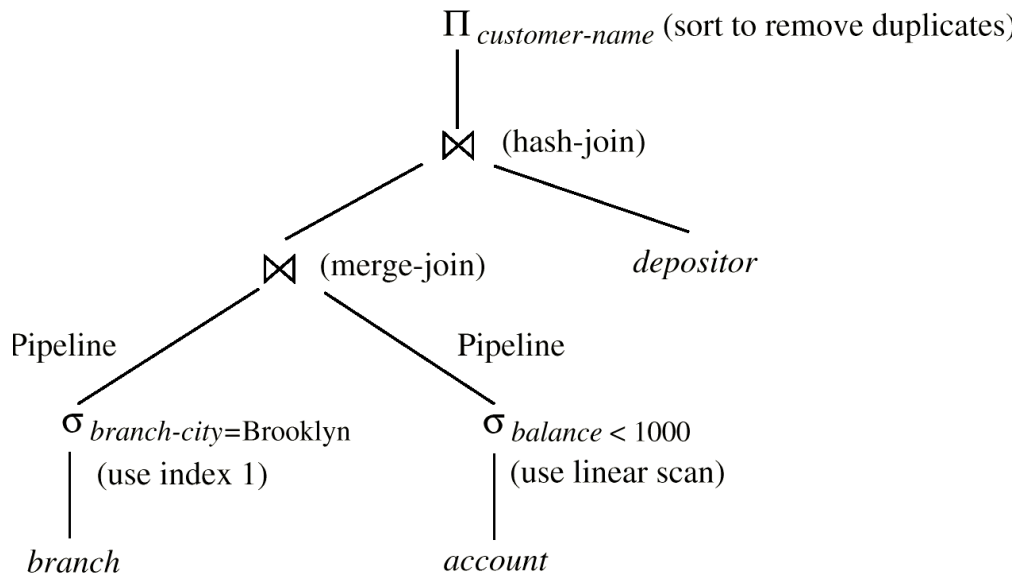 Π customer-name (sort to remove duplicates)
⋈ (hash-join)
⋈ (merge-join)
depositor
Pipeline
Pipeline
σ branch-city=Brooklyn
(use index 1)
σ balance < 1000
(use linear scan)
branch
account